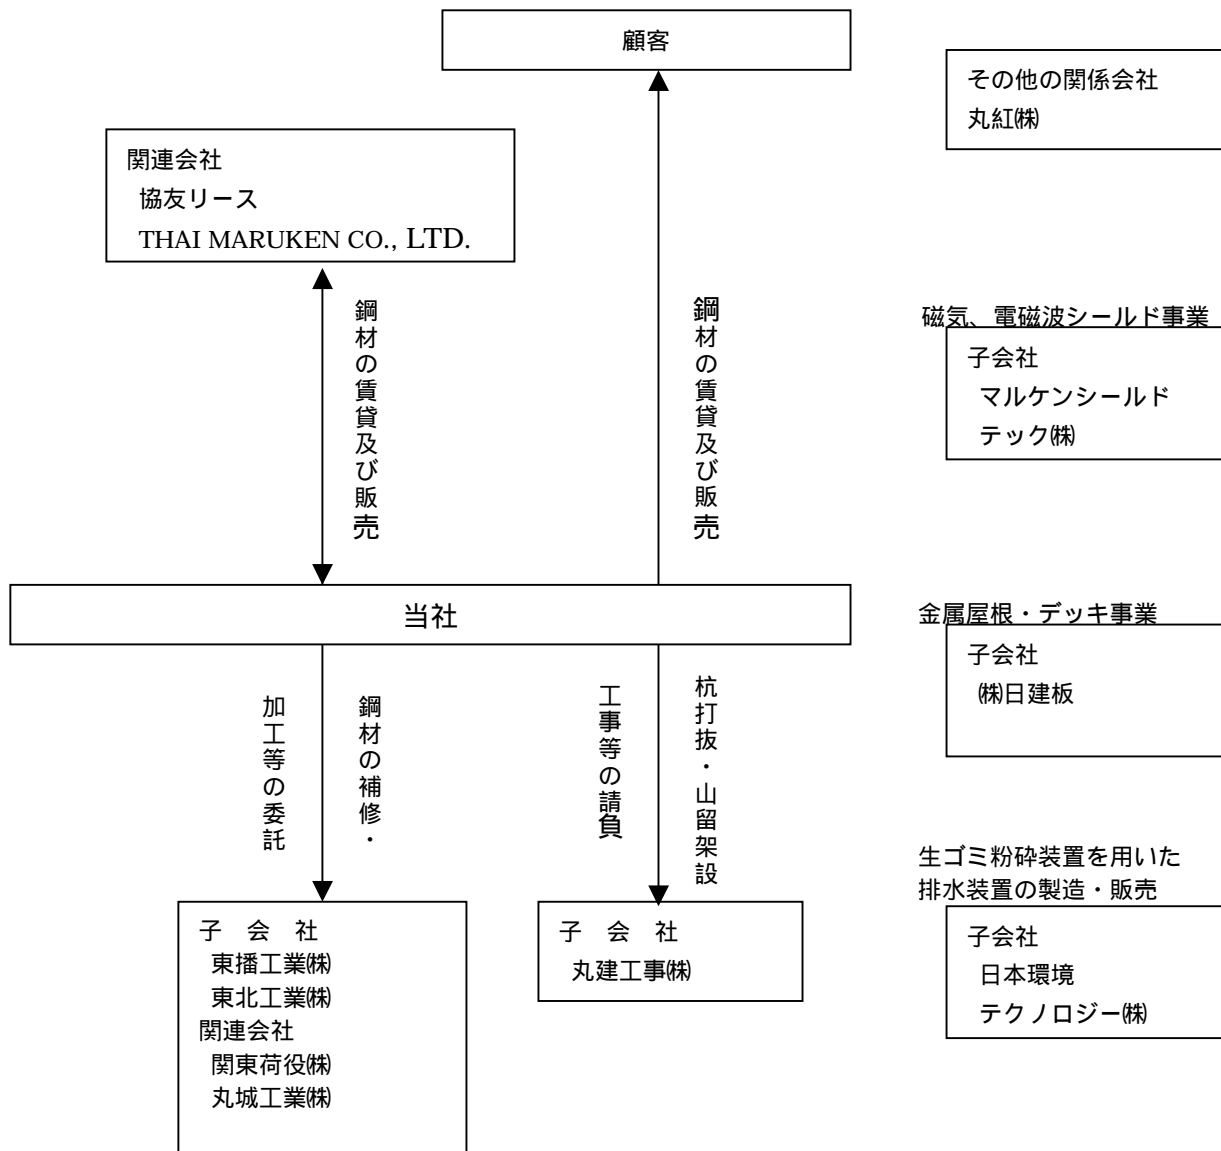 顧客
その他の関係会社
丸紅㈱
関連会社
協友リース
THAI MARUKEN CO., LTD.
鋼材の賃貸及び販売
鋼材の賃貸及び販売
磁気、電磁波シールド事業
子会社
マルケンシールド
テック㈱
当社
金属屋根・デッキ事業
子会社
㈱日建板
鋼材の補修・
加工等の委託
杭打抜・山留架設
工事等の請負
生ゴミ粉砕装置を用いた
排水装置の製造・販売
子　会　社
東播工業㈱
東北工業㈱
関連会社
関東荷役㈱
丸城工業㈱
子　会　社
丸建工事㈱
子会社
日本環境
テクノロジー㈱